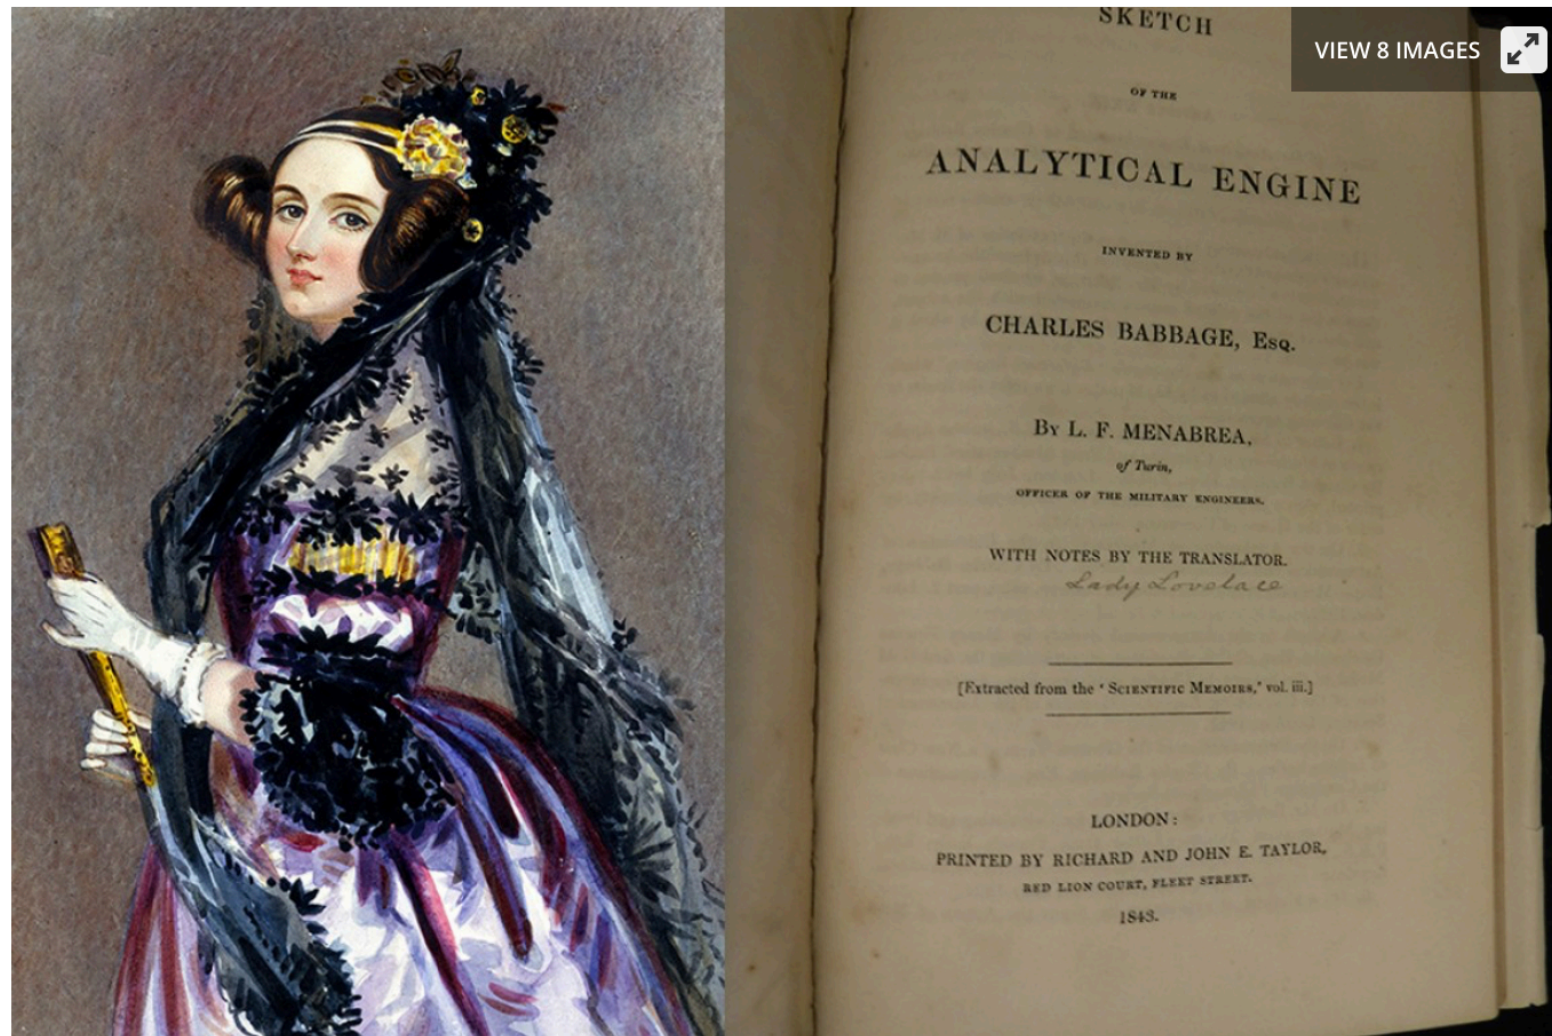 VIEW 8 IMAGES
SKETCH
OF THE
ANALYTICAL ENGINE
INVENTED BY
CHARLES BABBAGE, Esq.
By L. F. MENABREA,
of Turin,
OFFICER OF THE MILITARY ENGINEERS.
WITH NOTES BY THE TRANSLATOR.
Lady Lovelace
[Extracted from the ‘Scientific Memoirs,’ vol. iii.]
LONDON:
PRINTED BY RICHARD AND JOHN E. TAYLOR,
RED LION COURT, FLEET STREET.
1843.